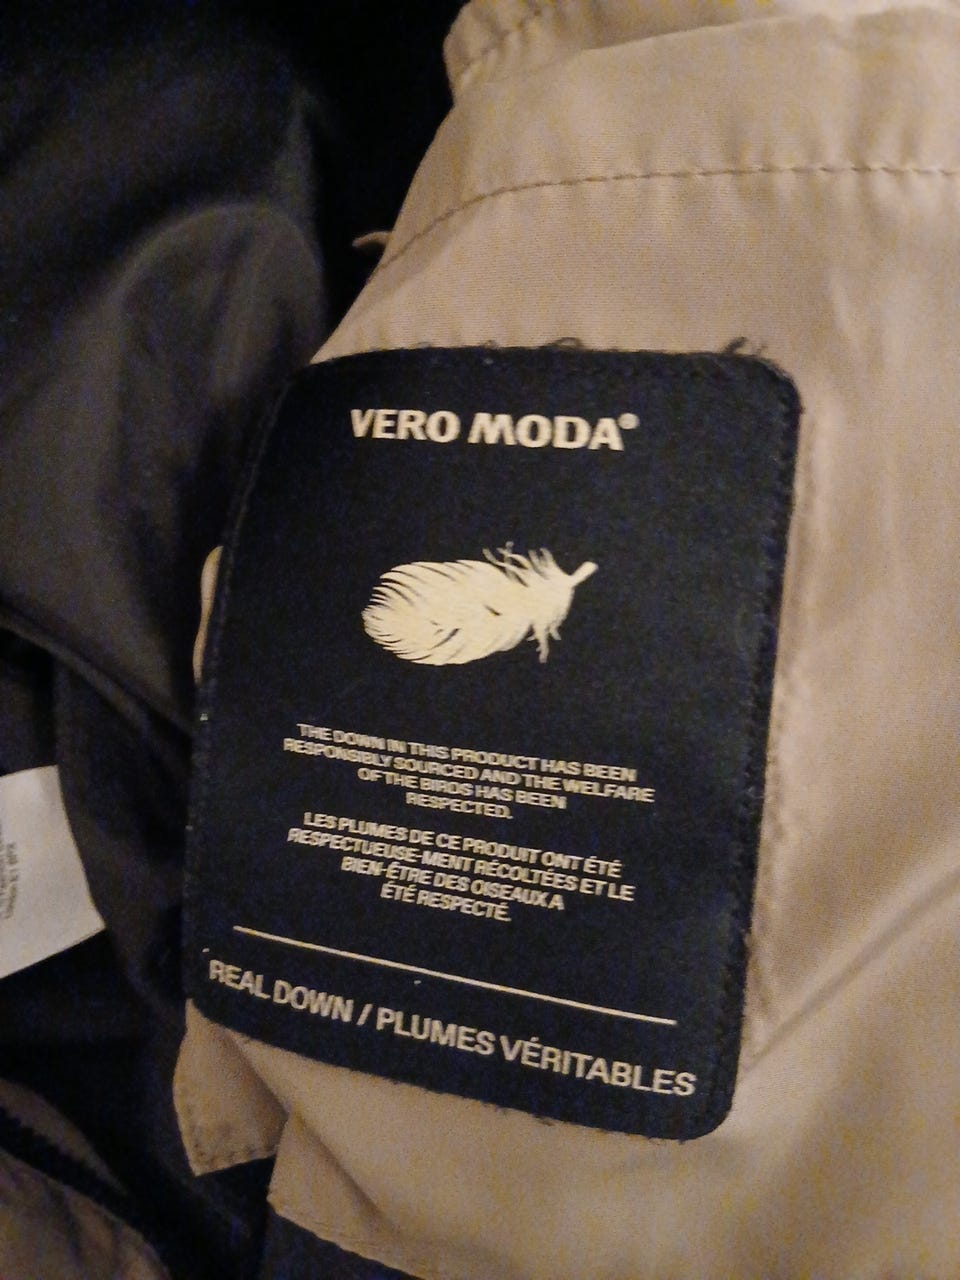 VERO MODA®
THE DOWN IN THIS PRODUCT HAS BEEN
RESPONSIBLY SOURCED AND THE WELFARE
OF THE BIRDS HAS BEEN
RESPECTED.
LES PLUMES DE CE PRODUIT ONT ÉTÉ
RESPECTUEUSE-MENT RÉCOLTÉES ET LE
BIEN-ÊTRE DES OISEAUX A
ÉTÉ RESPECTÉ.
REAL DOWN / PLUMES VÉRITABLES